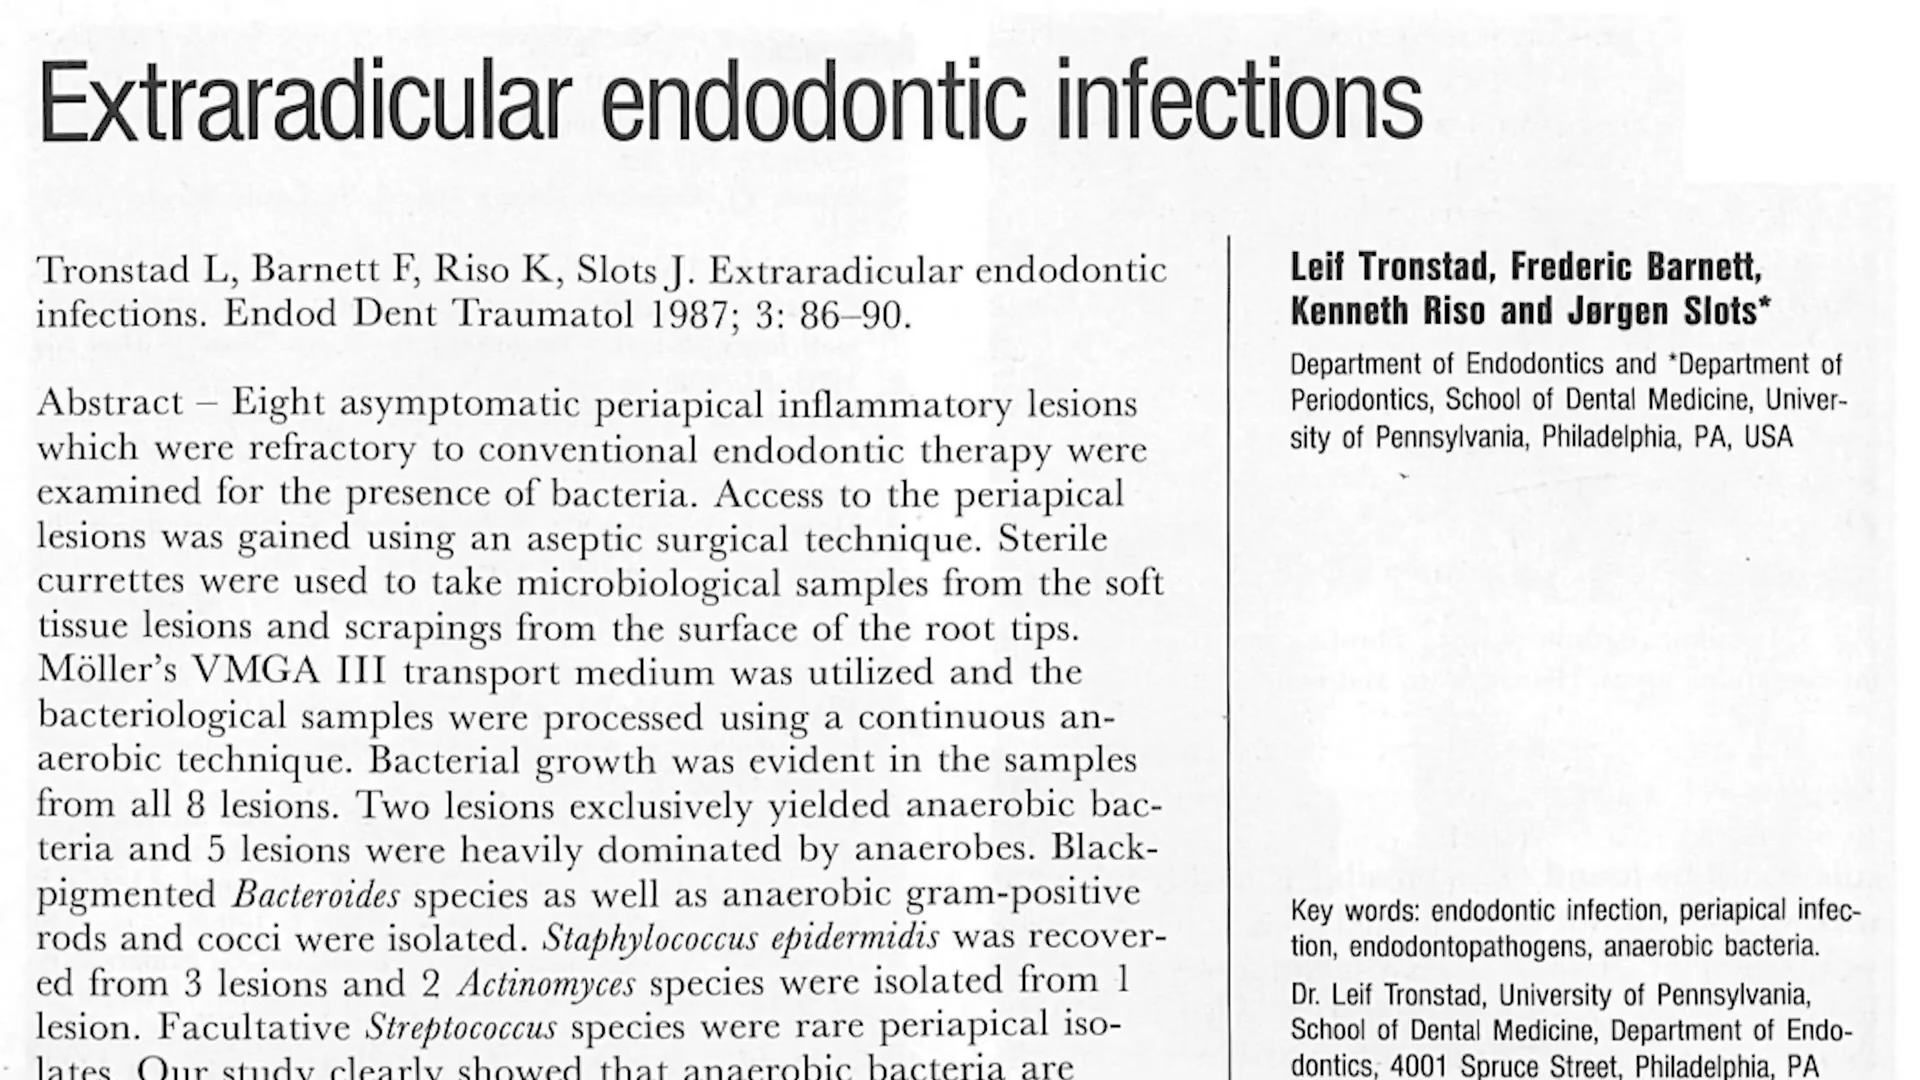 Extraradicular endodontic infections
Tronstad L, Barnett F, Riso K, Slots J. Extraradicular endodontic
infections. Endod Dent Traumatol 1987; 3: 86–90.
Abstract – Eight asymptomatic periapical inflammatory lesions
which were refractory to conventional endodontic therapy were
examined for the presence of bacteria. Access to the periapical
lesions was gained using an aseptic surgical technique. Sterile
currettes were used to take microbiological samples from the soft
tissue lesions and scrapings from the surface of the root tips.
Möller's VMGA III transport medium was utilized and the
bacteriological samples were processed using a continuous an-
aerobic technique. Bacterial growth was evident in the samples
from all 8 lesions. Two lesions exclusively yielded anaerobic bac-
teria and 5 lesions were heavily dominated by anaerobes. Black-
pigmented Bacteroides species as well as anaerobic gram-positive
rods and cocci were isolated. Staphylococcus epidermidis was recover-
ed from 3 lesions and 2 Actinomyces species were isolated from 1
lesion. Facultative Streptococcus species were rare periapical iso-
lates. Our study clearly showed that anaerobic bacteria are
Leif Tronstad, Frederic Barnett,
Kenneth Riso and Jørgen Slots*
Department of Endodontics and *Department of
Periodontics, School of Dental Medicine, Univer-
sity of Pennsylvania, Philadelphia, PA, USA
Key words: endodontic infection, periapical infec-
tion, endodontopathogens, anaerobic bacteria.
Dr. Leif Tronstad, University of Pennsylvania,
School of Dental Medicine, Department of Endo-
dontics, 4001 Spruce Street, Philadelphia, PA